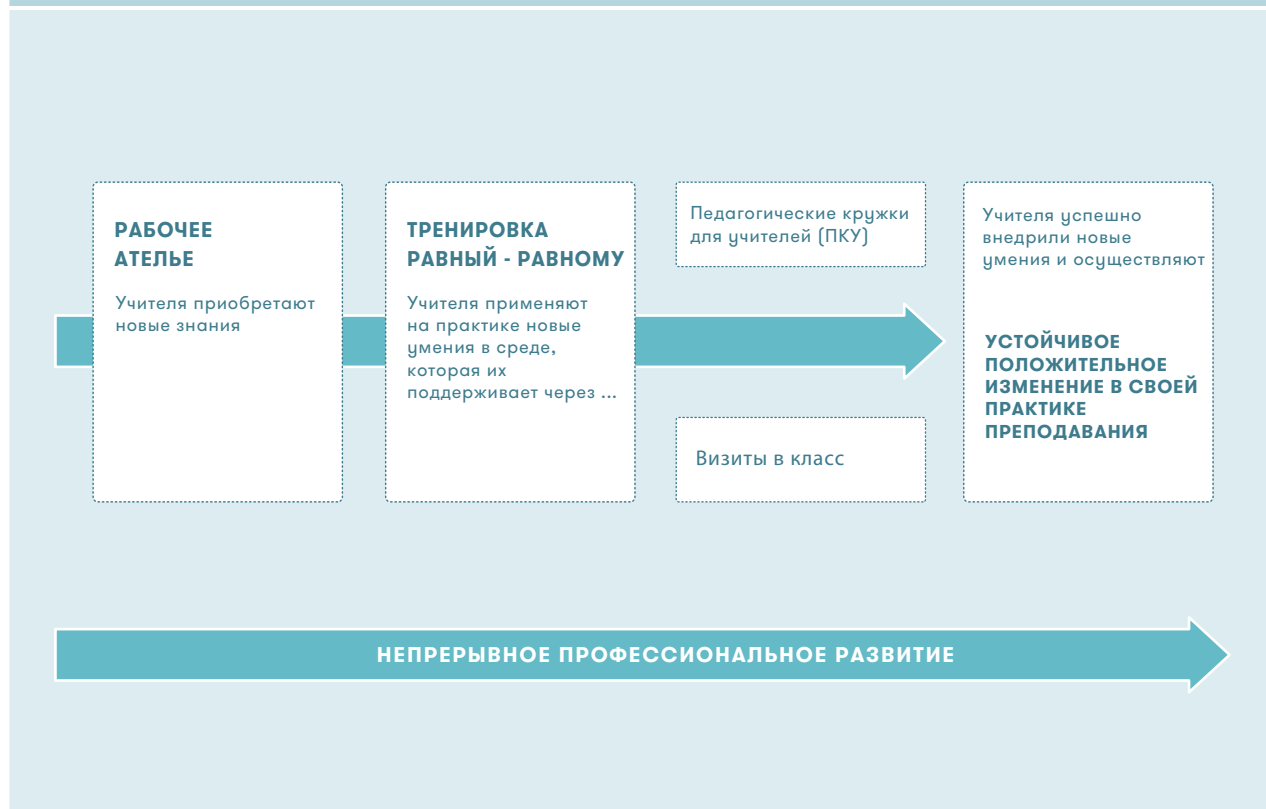 РАБОЧЕЕ
АТЕЛЬЕ
Учителя приобретают
новые знания
ТРЕНИРОВКА
РАВНЫЙ - РАВНОМУ
Учителя применяют
на практике новые
умения в среде,
которая их
поддерживает через ...
Педагогические кружки
для учителей (ПКУ)
Визиты в класс
Учителя успешно
внедрили новые
умения и осуществляют
УСТОЙЧИВОЕ
ПОЛОЖИТЕЛЬНОЕ
ИЗМЕНЕНИЕ В СВОЕЙ
ПРАКТИКЕ
ПРЕПОДАВАНИЯ
НЕПРЕРЫВНОЕ ПРОФЕССИОНАЛЬНОЕ РАЗВИТИЕ